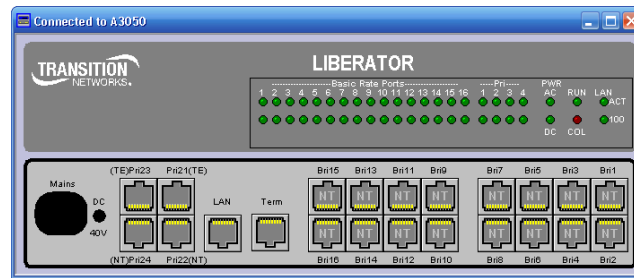 Connected to A3050
TRANSITION
NETWORKS.
LIBERATOR
Basic Rate Ports
Pri
PWR
1 2 3 4 5 6 7 8 9 10 11 12 13 14 15 16
1 2 3 4
AC RUN LAN
ACT
100
DC COL
(TE)Pri23 Pri21(TE)
Bri15 Bri13 Bri11 Bri9
Bri7 Bri5 Bri3 Bri1
Mains
DC
LAN
Term
NT NT NT NT NT NT NT NT
40V
NT NT NT NT NT NT NT NT
(NT)Pri24 Pri22(NT)
Bri16 Bri14 Bri12 Bri10
Bri8 Bri6 Bri4 Bri2